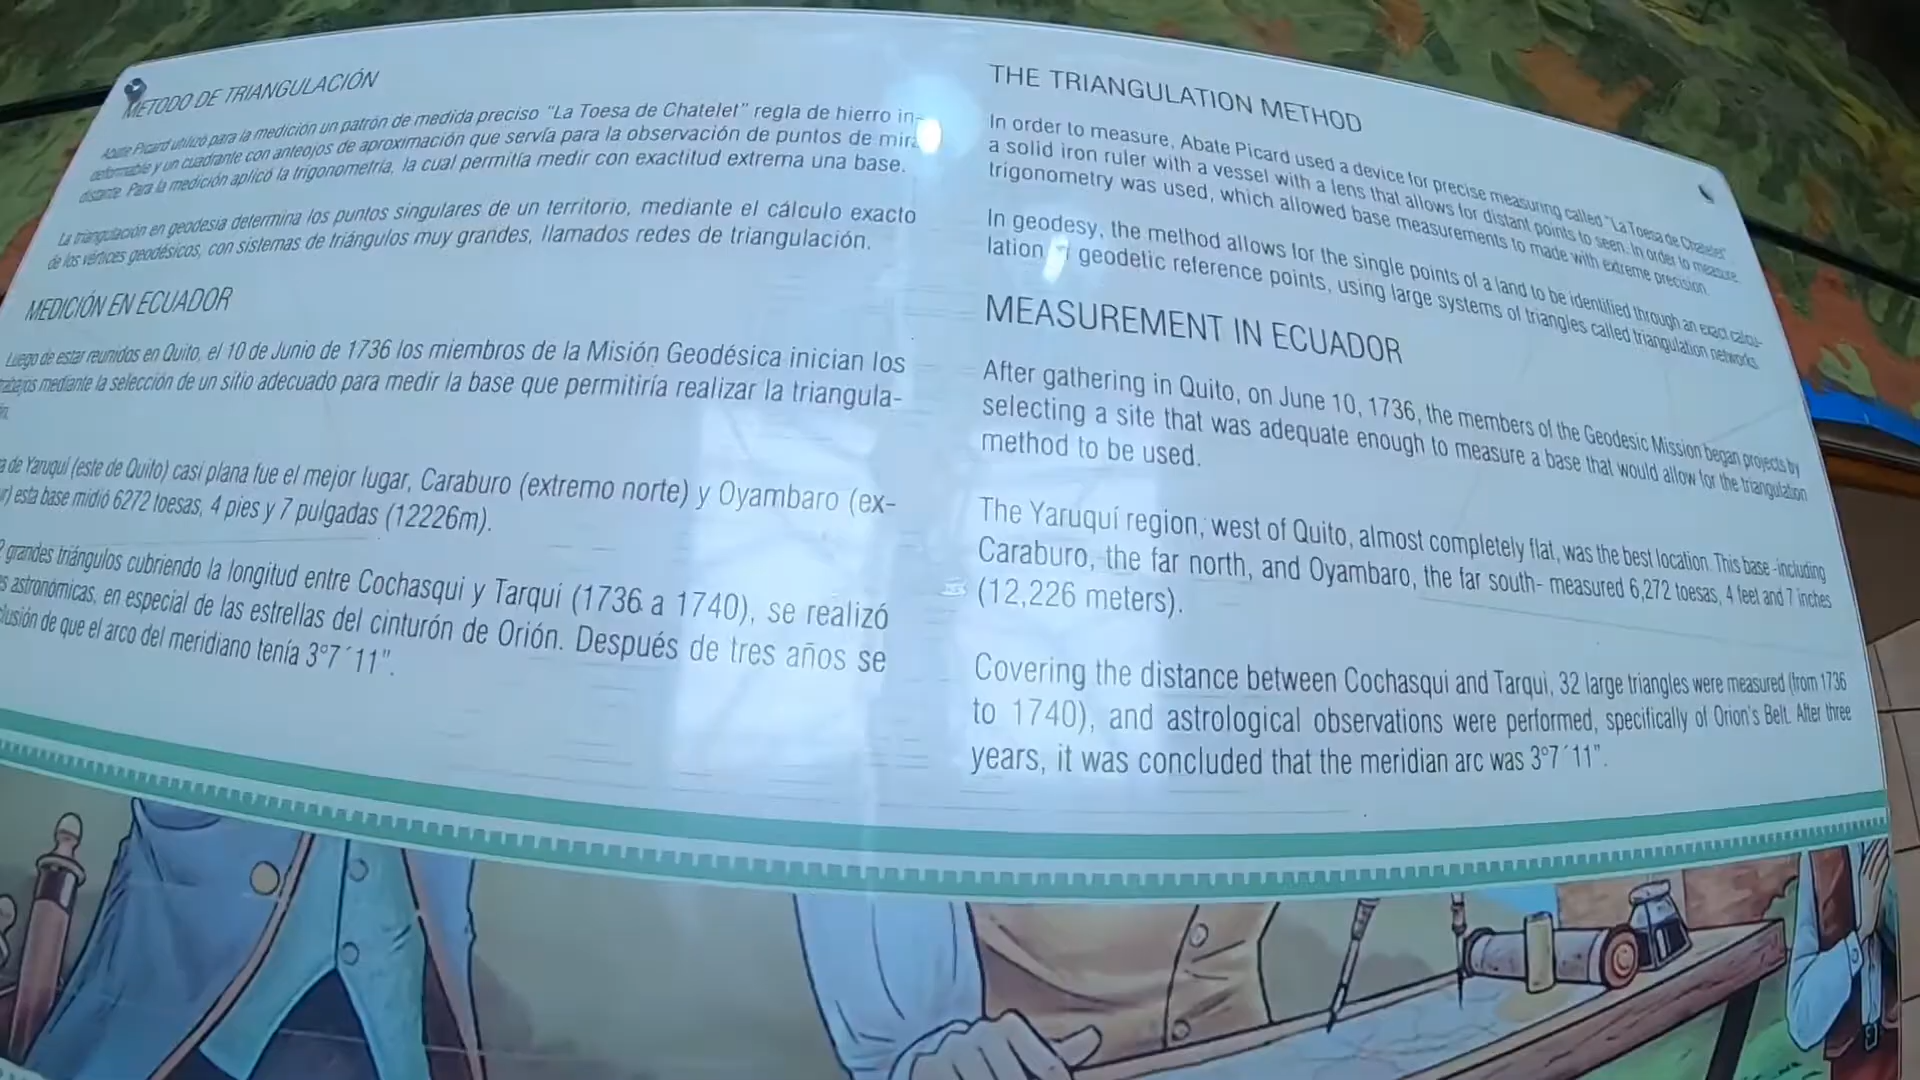 METODO DE TRIANGULACIÓN
Abate Picard utilizó para la medición un patrón de medida preciso "La Toesa de Chatelet" regla de hierro in-
deformable y un cuadrante con anteojos de aproximación que servía para la observación de puntos de mira
distante. Para la medición aplicó la trigonometría, la cual permitía medir con exactitud extrema una base.
La triangulación en geodesia determina los puntos singulares de un territorio, mediante el cálculo exacto
de los vértices geodésicos, con sistemas de triángulos muy grandes, llamados redes de triangulación.
MEDICIÓN EN ECUADOR
Luego de estar reunidos en Quito, el 10 de Junio de 1736 los miembros de la Misión Geodésica inician los
mediante la selección de un sitio adecuado para medir la base que permitiría realizar la triangula-
de Yaruquí (este de Quito) casi plana fue el mejor lugar, Caraburo (extremo norte) y Oyambaro (ex-
esta base midió 6272 toesas, 4 pies y 7 pulgadas (12226m).
grandes triángulos cubriendo la longitud entre Cochasqui y Tarqui (1736 a 1740), se realizó
astronómicas, en especial de las estrellas del cinturón de Orión. Después de tres años se
de que el arco del meridiano tenía 3°7´11".
THE TRIANGULATION METHOD
In order to measure, Abate Picard used a device for precise measuring called "La Toesa de Chatelet"
a solid iron ruler with a vessel with a lens that allows for distant points to seen. In order to measure,
trigonometry was used, which allowed base measurements to made with extreme precision.
In geodesy, the method allows for the single points of a land to be identified through an exact calcu-
lation geodetic reference points, using large systems of triangles called triangulation networks
MEASUREMENT IN ECUADOR
After gathering in Quito, on June 10, 1736, the members of the Geodesic Mission began projects by
selecting a site that was adequate enough to measure a base that would allow for the triangulation
method to be used.
The Yaruquí region, west of Quito, almost completely flat, was the best location. This base -including
Caraburo, the far north, and Oyambaro, the far south- measured 6,272 toesas, 4 feet and 7 inches
(12,226 meters).
Covering the distance between Cochasqui and Tarqui, 32 large triangles were measured (from 1736
to 1740), and astrological observations were performed, specifically of Orion's Belt. After three
years, it was concluded that the meridian arc was 3°7´11".